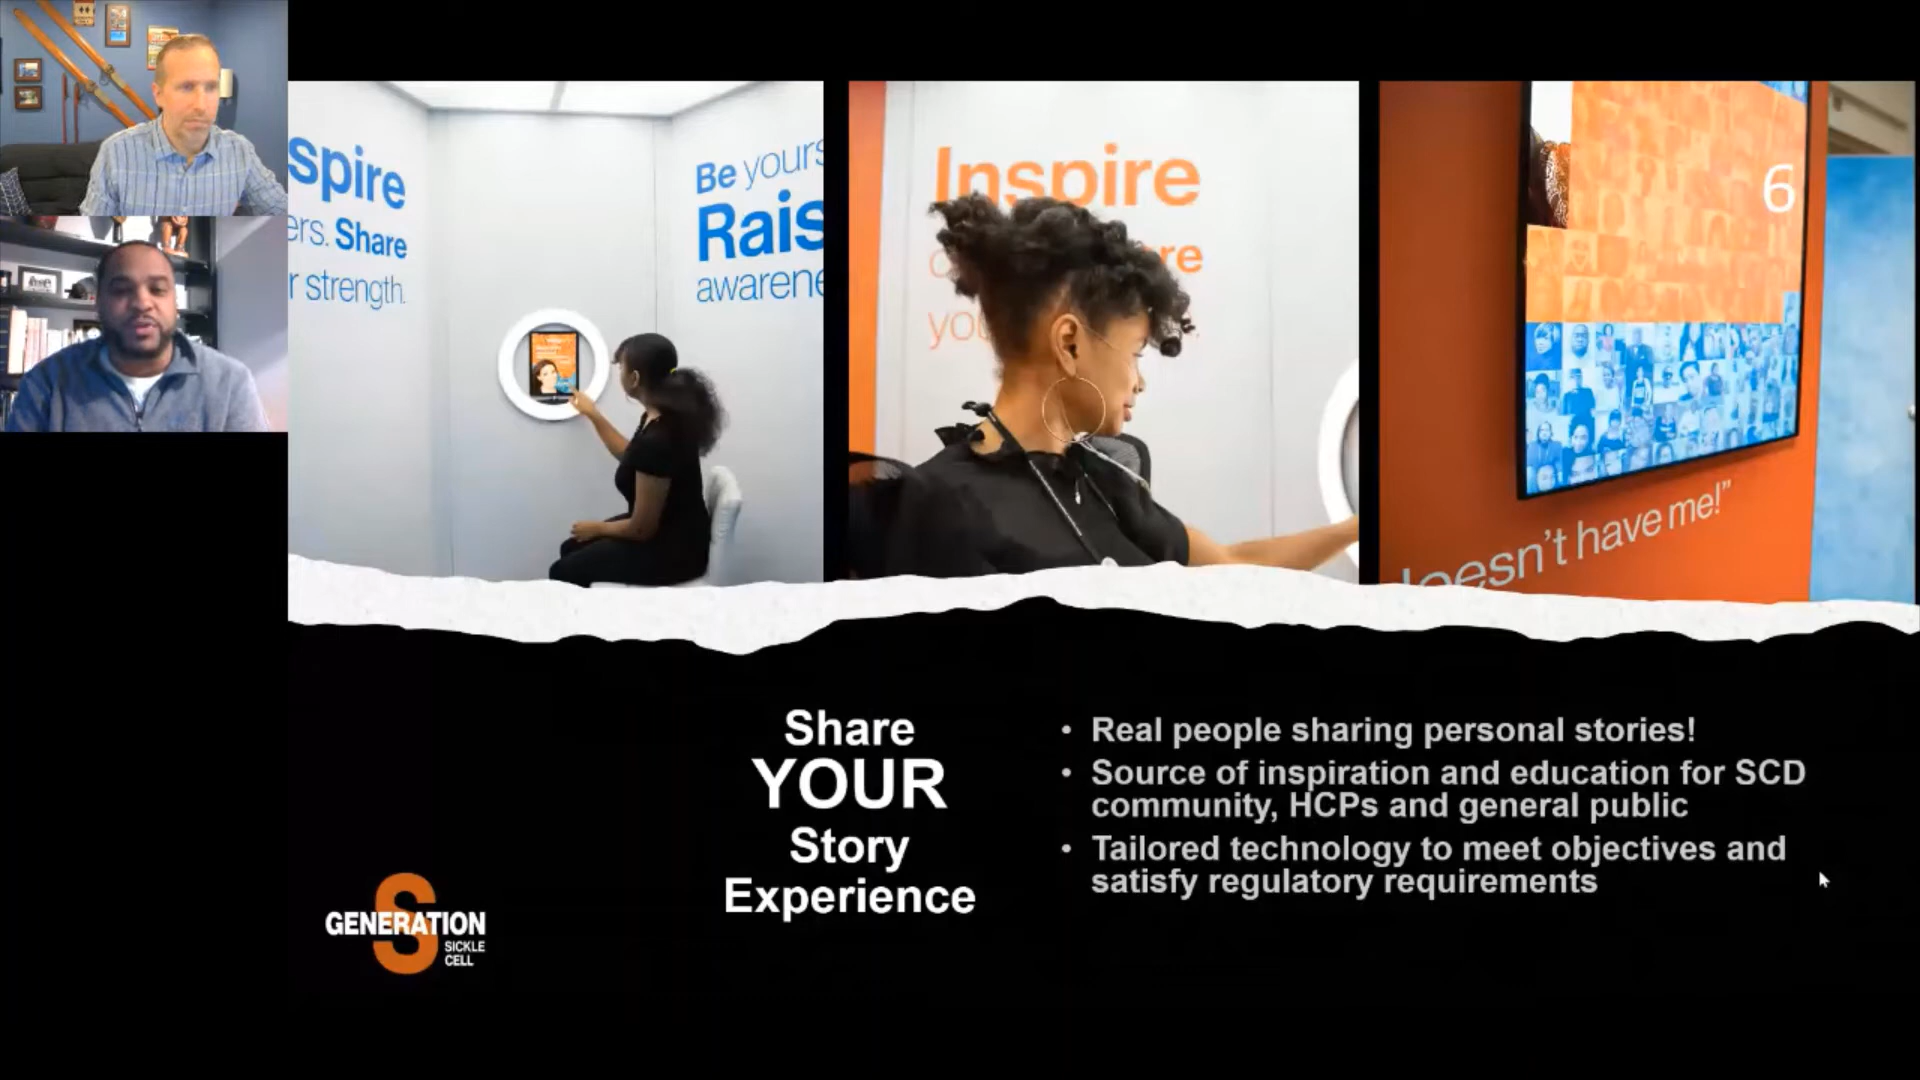 spire
ers. Share
r strength.
Be yours
Rais
awarene
Inspire
re
you
6
doesn't have me!”
Share
YOUR
Story
Experience
• Real people sharing personal stories!
• Source of inspiration and education for SCD
community, HCPs and general public
• Tailored technology to meet objectives and
satisfy regulatory requirements
S
GENERATION
SICKLE
CELL